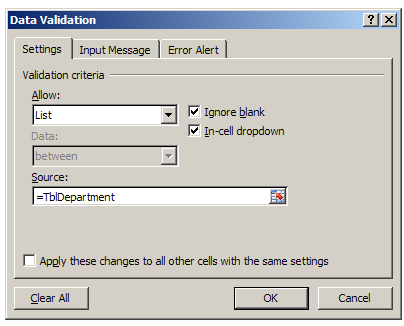 Data Validation
Settings Input Message Error Alert
Validation criteria
Allow:
List
Ignore blank
In-cell dropdown
Data:
between
Source:
=TblDepartment
Apply these changes to all other cells with the same settings
Clear All OK Cancel